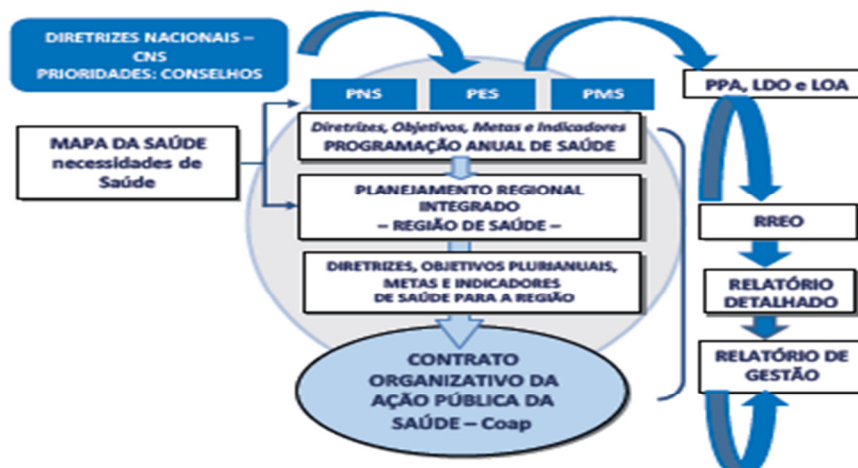 DIRETRIZES NACIONAIS –
CNS
PRIORIDADES: CONSELHOS
PNS
PES
PMS
PPA, LDO e LOA
Diretrizes, Objetivos, Metas e Indicadores
PROGRAMAÇÃO ANUAL DE SAÚDE
MAPA DA SAÚDE
necessidades de
Saúde
PLANEJAMENTO REGIONAL
INTEGRADO
– REGIÃO DE SAÚDE –
RREO
DIRETRIZES, OBJETIVOS PLURIANUAIS,
METAS E INDICADORES
DE SAÚDE PARA A REGIÃO
RELATÓRIO
DETALHADO
CONTRATO
ORGANIZATIVO DA
AÇÃO PÚBLICA DA
SAÚDE – Coap
RELATÓRIO DE
GESTÃO